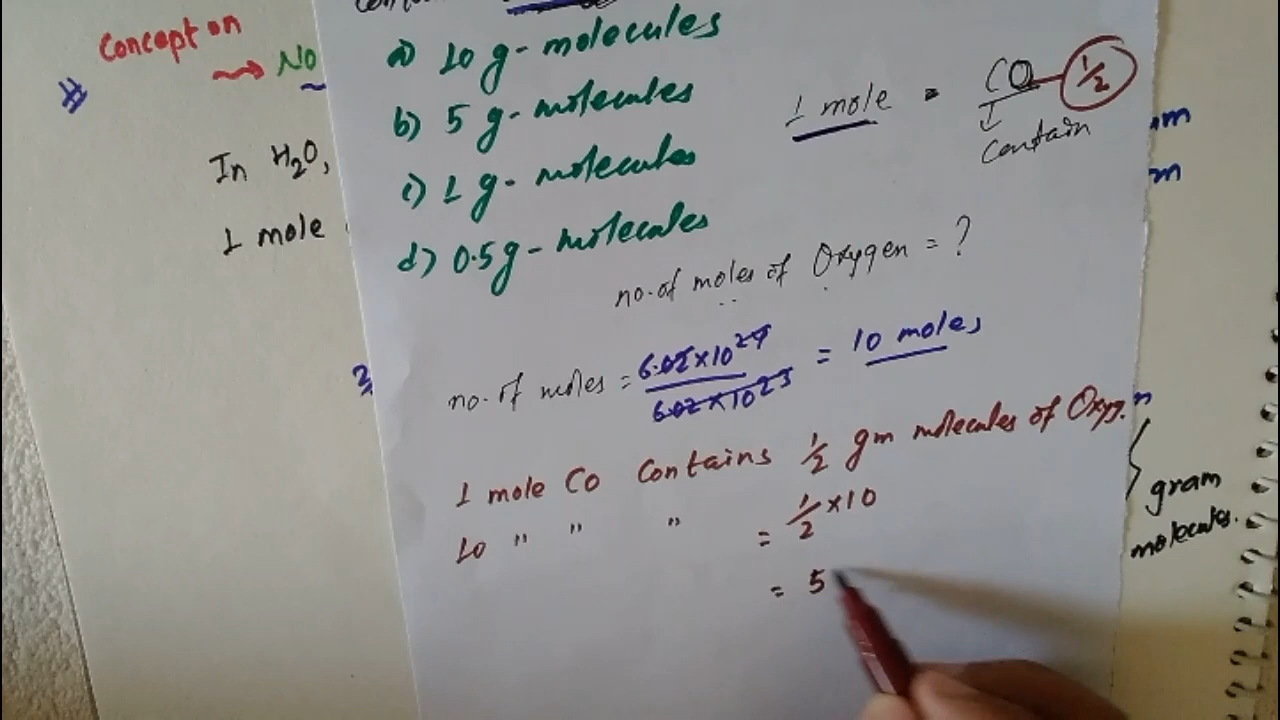 Concept on
→ No
#
In H2O,
1 mole
a) 10 g-molecules
b) 5 g-molecules
c) 1 g-molecules
d) 0.5g-molecules
1 mole = CO 1/2
Contain
no. of moles of Oxygen = ?
no. of moles = 6.02×10^24 / 6.02×10^23 = 10 moles
1 mole Co Contains 1/2 gm molecules of Oxy.
10 " " " = 1/2 ×10
= 5
gram
molecules.